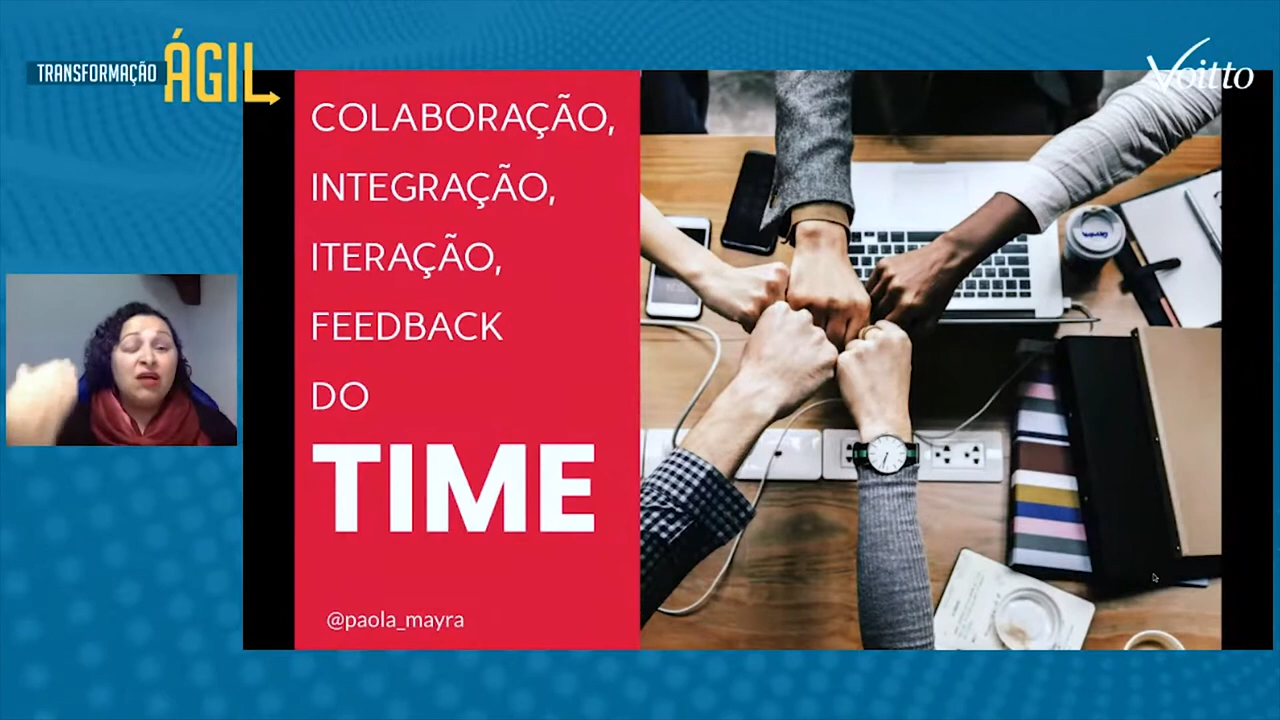 TRANSFORMAÇÃO ÁGIL
Voitto
COLABORAÇÃO,
INTEGRAÇÃO,
ITERAÇÃO,
FEEDBACK
DO
TIME
@paola_mayra